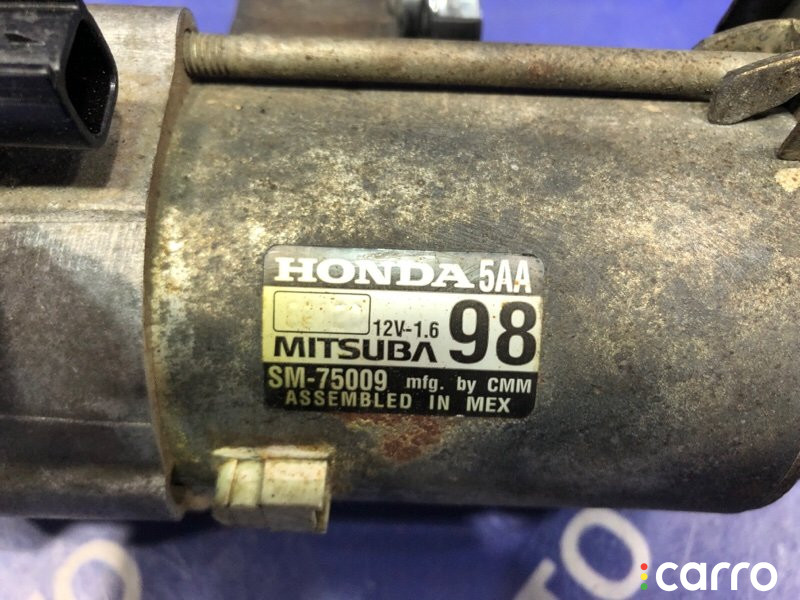 HONDA 5AA
12V-1.6 98
MITSUBA
SM-75009 mfg. by CMM
ASSEMBLED IN MEX
carro